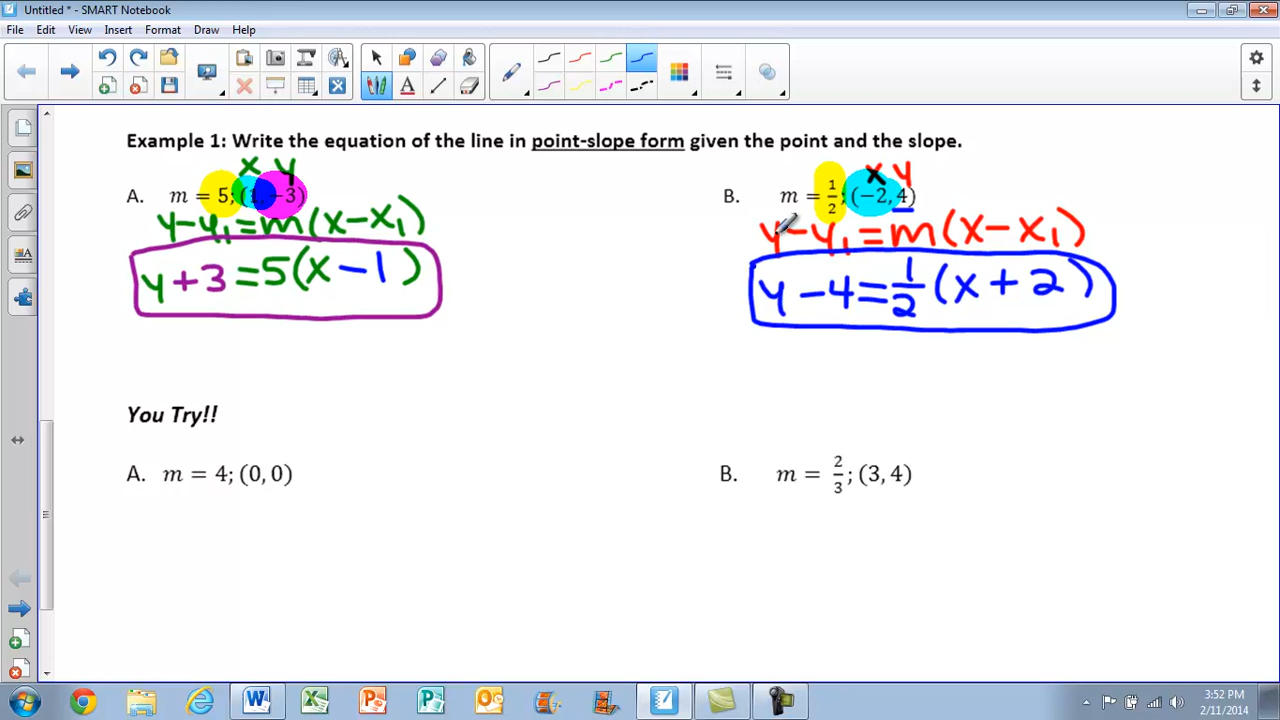 Untitled * - SMART Notebook
File Edit View Insert Format Draw Help
Example 1: Write the equation of the line in point-slope form given the point and the slope.
x y
A. m = 5; (1, −3)
y−y₁=m(x−x₁)
y+3=5(x−1)
x y
B. m = 1/2; (−2, 4)
y−y₁=m(x−x₁)
y−4=1/2(x+2)
You Try!!
A. m = 4; (0, 0)
B. m = 2/3; (3, 4)
3:52 PM
2/11/2014